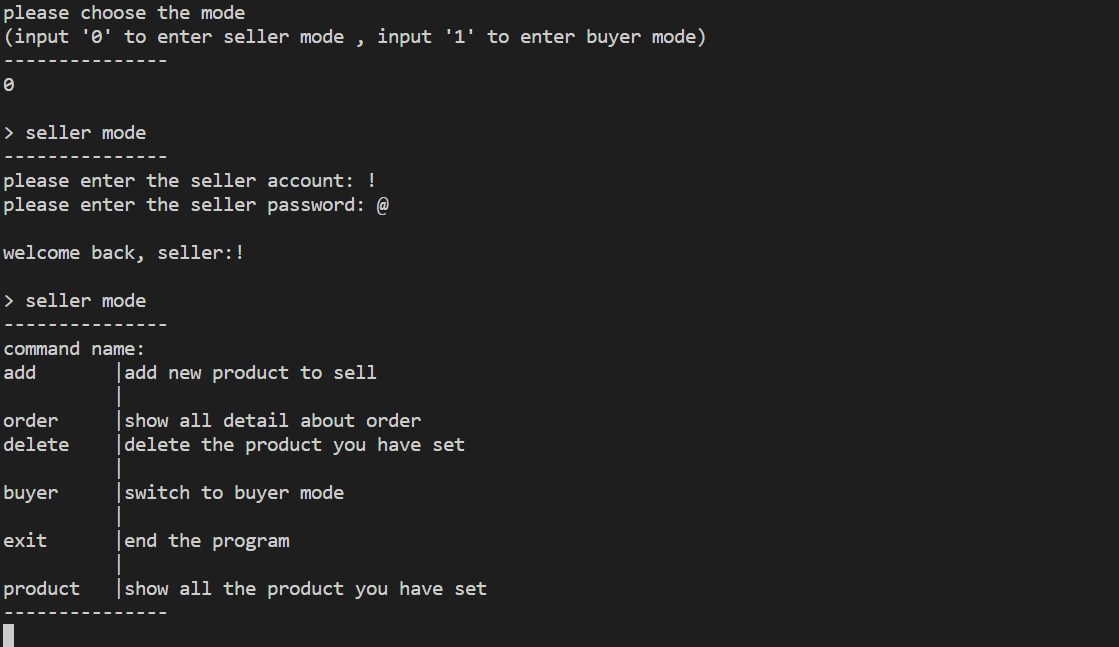 please choose the mode
(input '0' to enter seller mode , input '1' to enter buyer mode)
---------------
0
> seller mode
---------------
please enter the seller account: !
please enter the seller password: @
welcome back, seller:!
> seller mode
---------------
command name:
add       |add new product to sell
          |
order     |show all detail about order
delete    |delete the product you have set
          |
buyer     |switch to buyer mode
          |
exit      |end the program
          |
product   |show all the product you have set
---------------